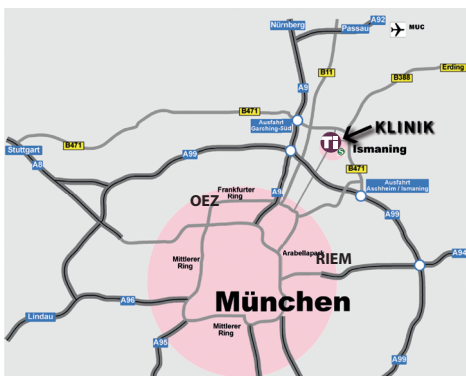 Nürnberg
A92
Passau
MUC
A9
B11
Erding
B388
B471
Ausfahrt
Garching-Süd
KLINIK
Ti
S
Ismaning
Stuttgart
B471
A8
A99
B471
Ausfahrt
Aschheim / Ismaning
Frankfurter
Ring
A9
OEZ
A99
Mittlerer
Ring
Arabellapark
RIEM
A94
A99
München
A96
Lindau
Mittlerer
Ring
A95
A99